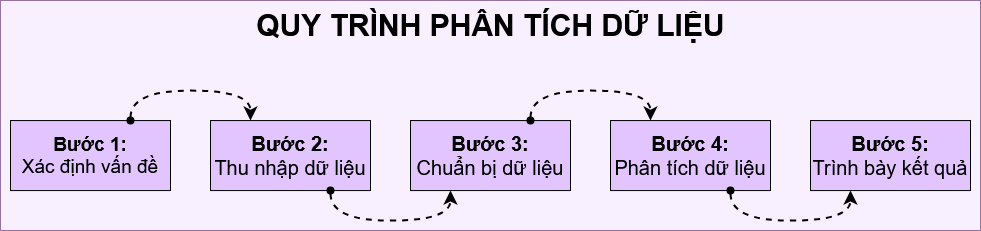 QUY TRÌNH PHÂN TÍCH DỮ LIỆU
Bước 1:
Xác định vấn đề
Bước 2:
Thu nhập dữ liệu
Bước 3:
Chuẩn bị dữ liệu
Bước 4:
Phân tích dữ liệu
Bước 5:
Trình bày kết quả